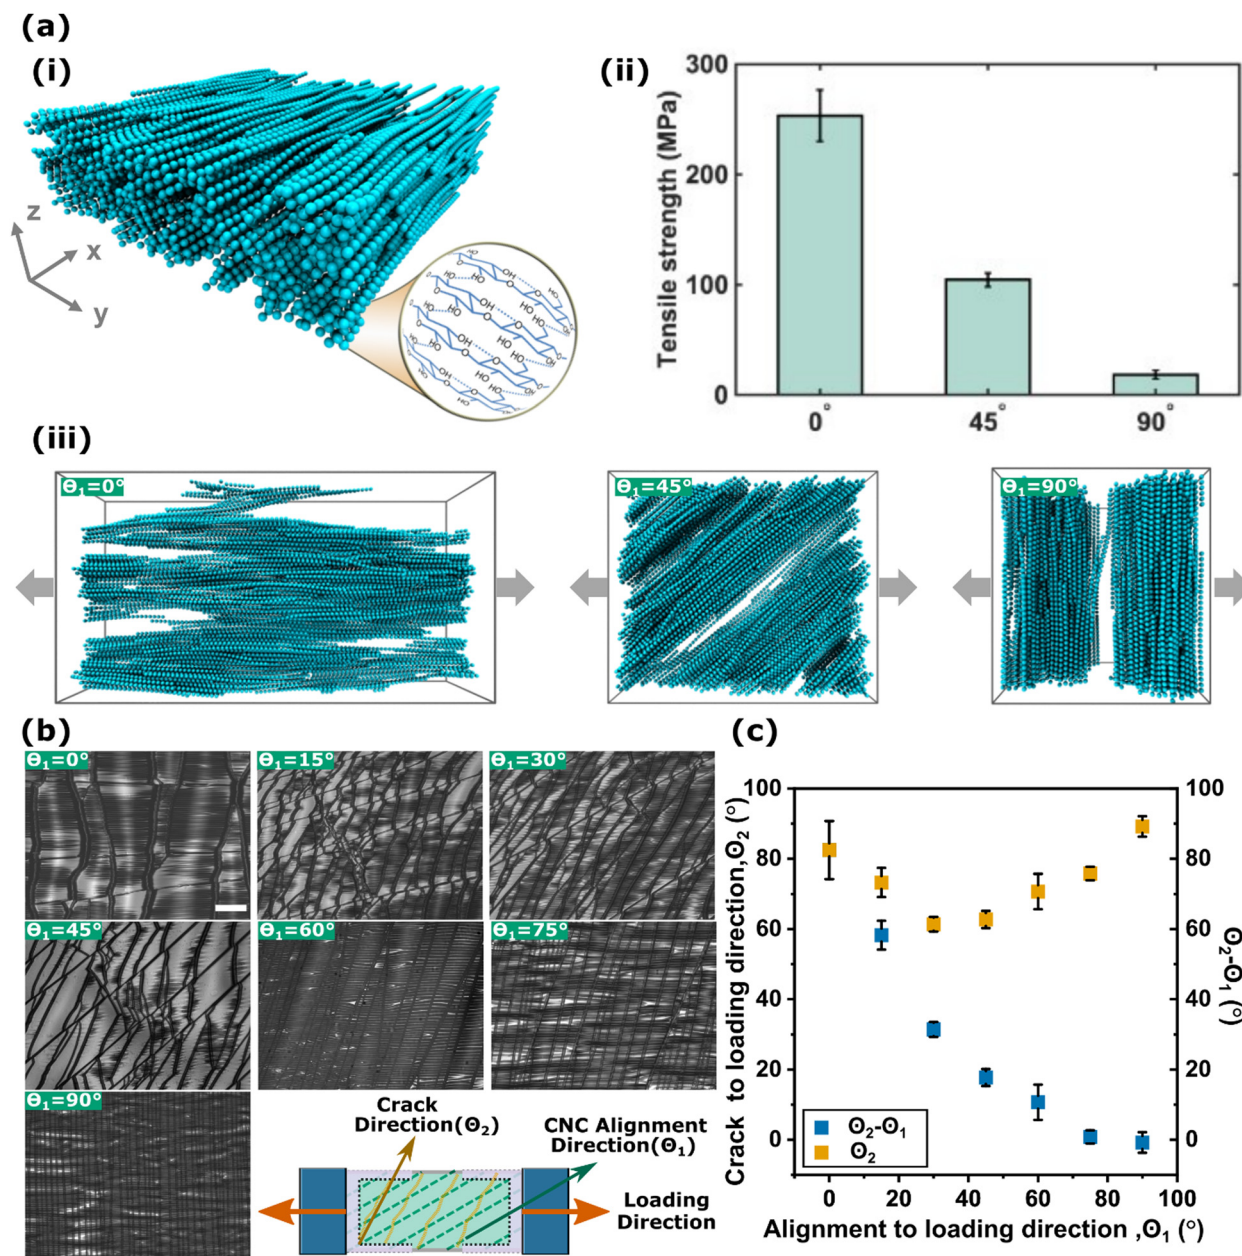 (a)
(i)
(ii)
z
x
y
300
200
100
0
Tensile strength (MPa)
0°
45°
90°
(iii)
Θ₁=0°
Θ₁=45°
Θ₁=90°
(b)
(c)
Θ₁=0°
Θ₁=15°
Θ₁=30°
Θ₁=45°
Θ₁=60°
Θ₁=75°
Θ₁=90°
Crack
Direction(Θ₂)
CNC Alignment
Direction(Θ₁)
Loading
Direction
Crack to loading direction,Θ₂ (°)
100
80
60
40
20
0
Θ₂-Θ₁
Θ₂
0 20 40 60 80 100
Alignment to loading direction ,Θ₁ (°)
100
80
60
40
20
0
Θ₂-Θ₁ (°)